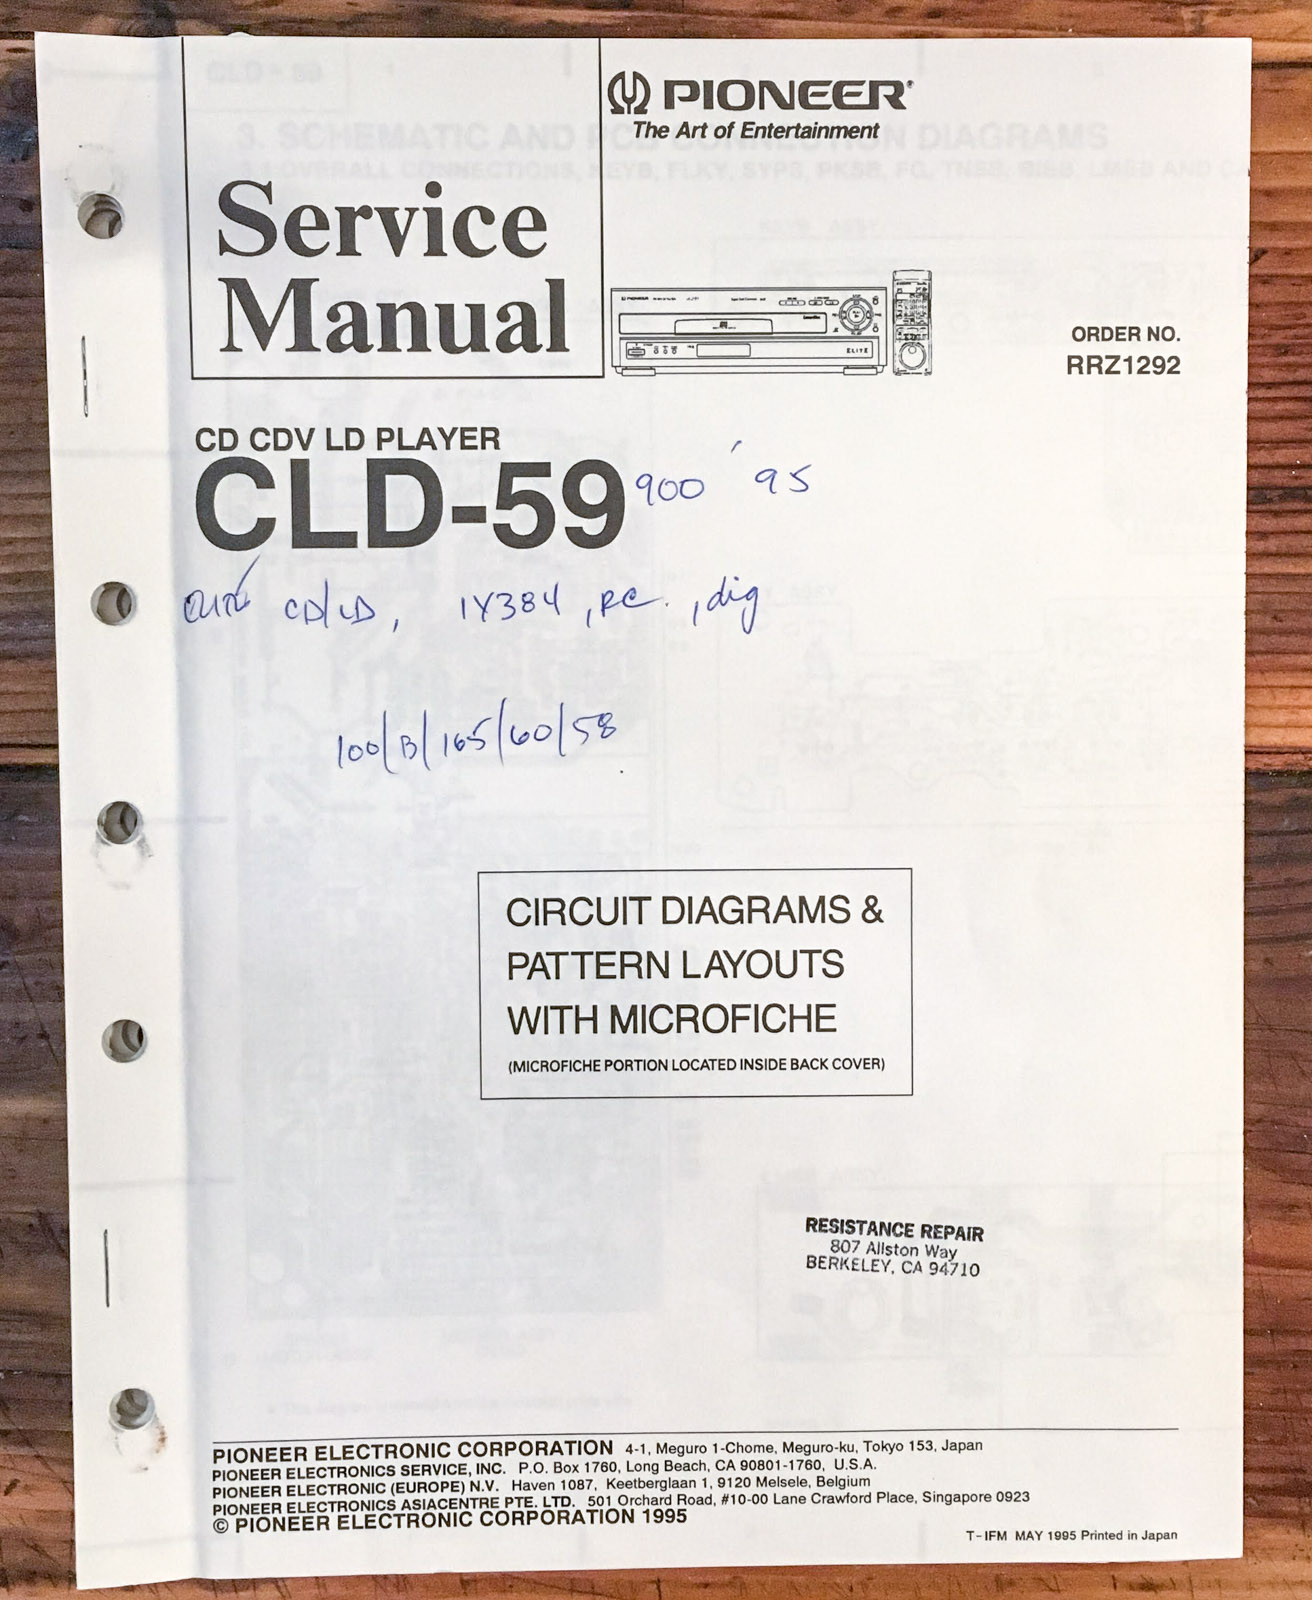 PIONEER
The Art of Entertainment
Service
Manual
PIONEER
ELITE
ORDER NO.
RRZ1292
CD CDV LD PLAYER
CLD-59 900 '95
CD/LD, 1Y384, RC., dig
100/B/165/60/58
CIRCUIT DIAGRAMS &
PATTERN LAYOUTS
WITH MICROFICHE
(MICROFICHE PORTION LOCATED INSIDE BACK COVER)
RESISTANCE REPAIR
807 Allston Way
BERKELEY, CA 94710
PIONEER ELECTRONIC CORPORATION 4-1, Meguro 1-Chome, Meguro-ku, Tokyo 153, Japan
PIONEER ELECTRONICS SERVICE, INC. P.O. Box 1760, Long Beach, CA 90801-1760, U.S.A.
PIONEER ELECTRONIC (EUROPE) N.V. Haven 1087, Keetberglaan 1, 9120 Melsele, Belgium
PIONEER ELECTRONICS ASIACENTRE PTE. LTD. 501 Orchard Road, #10-00 Lane Crawford Place, Singapore 0923
© PIONEER ELECTRONIC CORPORATION 1995
T-IFM MAY 1995 Printed in Japan